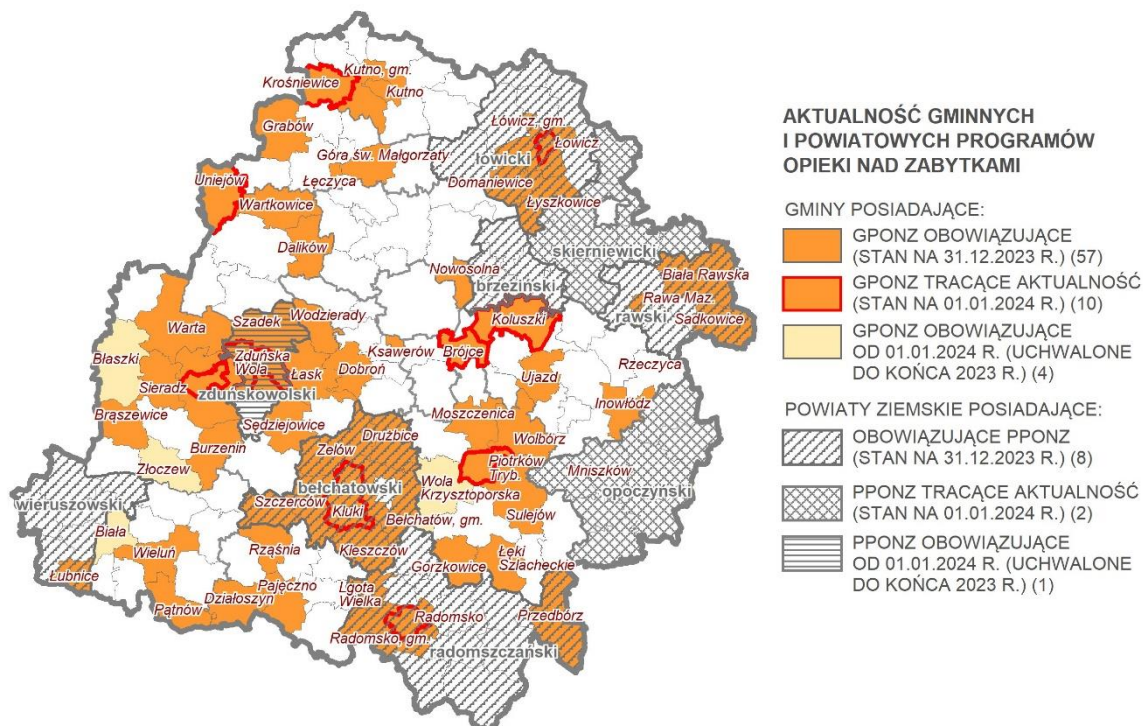 Kutno, gm.
Krośniewice
Kutno
Grabów
Łowicz, gm.
Łowicz
Góra św. Małgorzaty
łowicki
Uniejów
Łęczyca
Domaniewice
Wartkowice
Łyszkowice
skierniewicki
Dalików
Nowosolna
Biała Rawska
brzeziński
Rawa Maz.
Wodzierady
Koluszki
rawski
Sadkowice
Warta
Szadek
Błaszki
Zduńska
Wola
Ksawerów
Brójce
Łask
Dobroń
Rzeczyca
Sieradz
Ujazd
zduńskowolski
Inowłódz
Brąszewice
Moszczenica
Sędziejowice
Drużbice
Burzenin
Wolbórz
Zelów
Złoczew
Piotrków
Tryb.
Mniszków
Wola
Krzysztoporska
bełchatowski
wieruszowski
opoczyński
Szczerców
Kluki
Sulejów
Bełchatów, gm.
Biała
Wieluń
Rząśnia
Kleszczów
Łęki
Szlacheckie
Gorzkowice
Łubnice
Pajęczno
Lgota
Wielka
Działoszyn
Pątnów
Radomsko
Przedbórz
Radomsko, gm.
radomszczański
AKTUALNOŚĆ GMINNYCH
I POWIATOWYCH PROGRAMÓW
OPIEKI NAD ZABYTKAMI
GMINY POSIADAJĄCE:
GPONZ OBOWIĄZUJĄCE
(STAN NA 31.12.2023 R.) (57)
GPONZ TRACĄCE AKTUALNOŚĆ
(STAN NA 01.01.2024 R.) (10)
GPONZ OBOWIĄZUJĄCE
OD 01.01.2024 R. (UCHWALONE
DO KOŃCA 2023 R.) (4)
POWIATY ZIEMSKIE POSIADAJĄCE:
OBOWIĄZUJĄCE PPONZ
(STAN NA 31.12.2023 R.) (8)
PPONZ TRACĄCE AKTUALNOŚĆ
(STAN NA 01.01.2024 R.) (2)
PPONZ OBOWIĄZUJĄCE
OD 01.01.2024 R. (UCHWALONE
DO KOŃCA 2023 R.) (1)